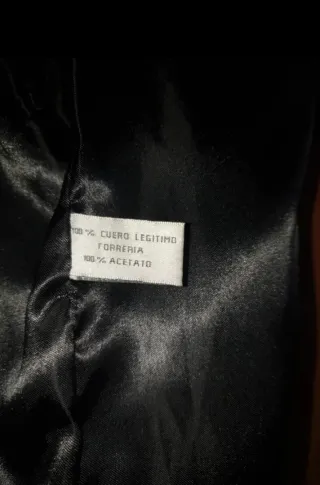 100 % CUERO LEGITIMO
FORRERIA
100 % ACETATO